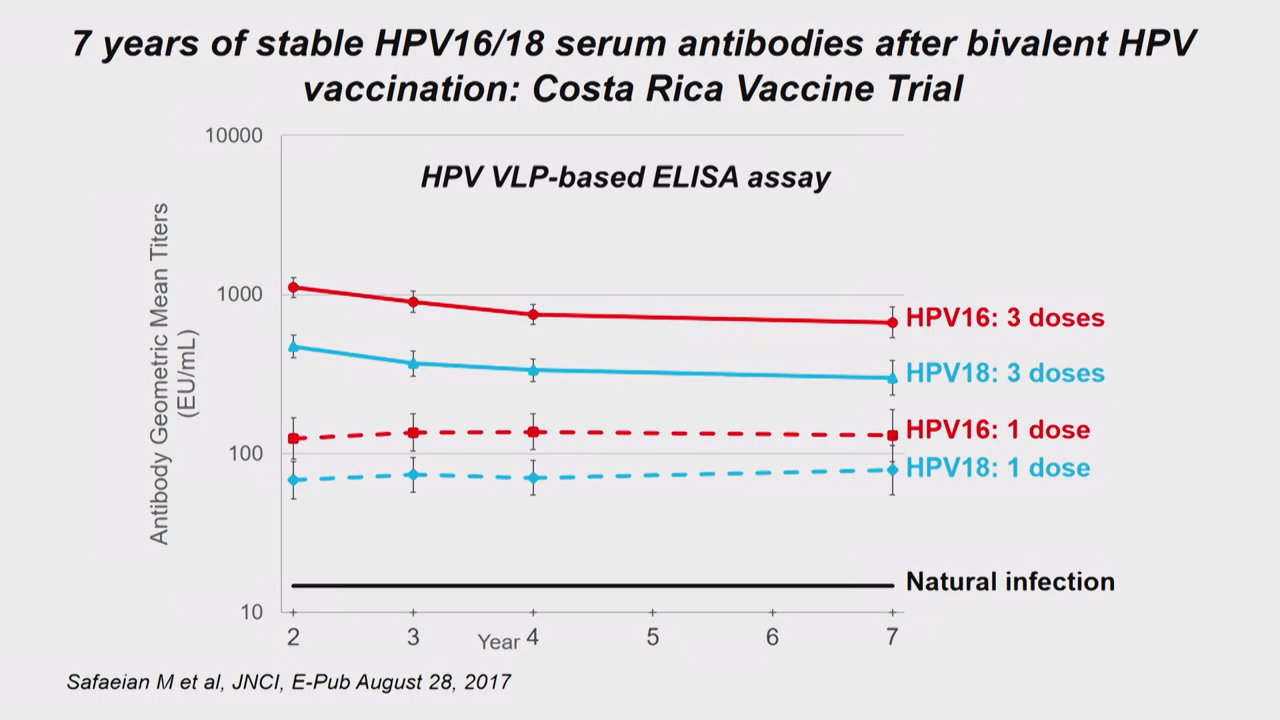 7 years of stable HPV16/18 serum antibodies after bivalent HPV
vaccination: Costa Rica Vaccine Trial
HPV VLP-based ELISA assay
Antibody Geometric Mean Titers
(EU/mL)
10000
1000
100
10
HPV16: 3 doses
HPV18: 3 doses
HPV16: 1 dose
HPV18: 1 dose
Natural infection
2 3 4 5 6 7
Year
Safaeian M et al, JNCI, E-Pub August 28, 2017